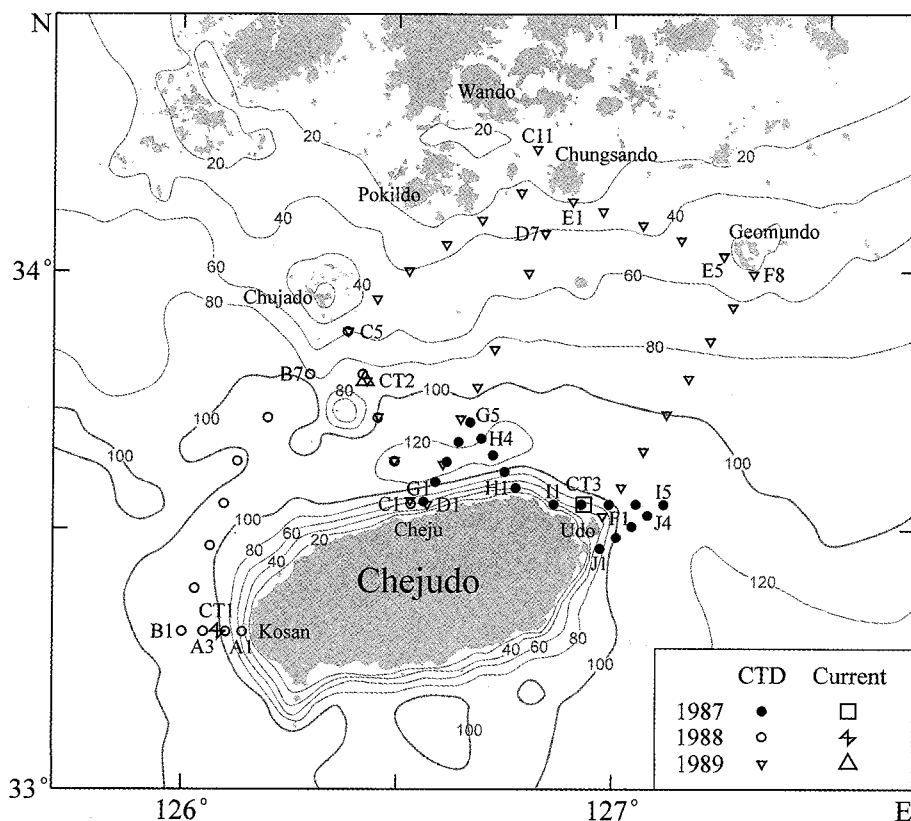 N
Wando
20
20
C11
Chungsando
20
20
Pokildo
40
E1
40
D7
Geomundo
34°
60
E5
F8
60
Chujado
40
80
C5
B7
CT2
80
80
100
100
G5
120
H4
100
G1
H1
I1
CT3
I5
C1
D1
F1
J4
100
Cheju
Udo
60
80
20
J1
40
Chejudo
120
CT1
B1
Kosan
A3
A1
80
40
60
100
CTD
Current
100
1987
1988
1989
33°
126°
127°
E